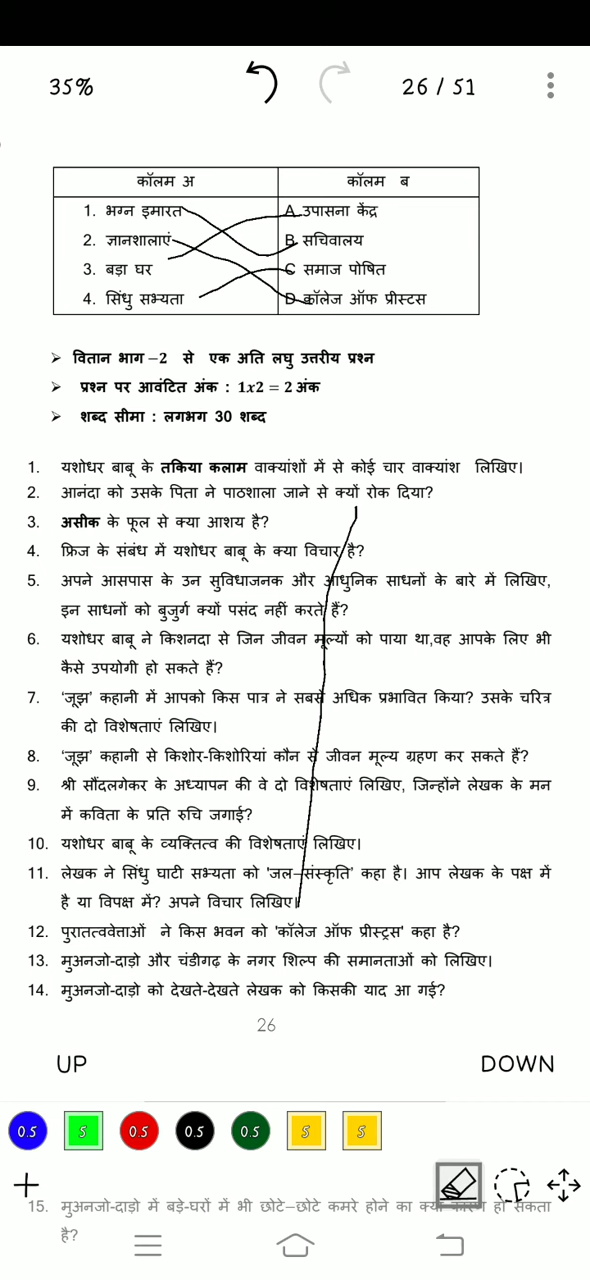 35%
26 / 51
कॉलम अ कॉलम ब
1. भग्न इमारत A उपासना केंद्र
2. ज्ञानशालाएं B सचिवालय
3. बड़ा घर C समाज पोषित
4. सिंधु सभ्यता D कॉलेज ऑफ प्रीस्टस
➢ वितान भाग –2 से एक अति लघु उत्तरीय प्रश्न
➢ प्रश्न पर आवंटित अंक : 1x2 = 2 अंक
➢ शब्द सीमा : लगभग 30 शब्द
1. यशोधर बाबू के तकिया कलाम वाक्यांशों में से कोई चार वाक्यांश लिखिए।
2. आनंदा को उसके पिता ने पाठशाला जाने से क्यों रोक दिया?
3. असीक के फूल से क्या आशय है?
4. फ्रिज के संबंध में यशोधर बाबू के क्या विचार है?
5. अपने आसपास के उन सुविधाजनक और आधुनिक साधनों के बारे में लिखिए,
इन साधनों को बुजुर्ग क्यों पसंद नहीं करते हैं?
6. यशोधर बाबू ने किशनदा से जिन जीवन मूल्यों को पाया था,वह आपके लिए भी
कैसे उपयोगी हो सकते हैं?
7. 'जूझ' कहानी में आपको किस पात्र ने सबसे अधिक प्रभावित किया? उसके चरित्र
की दो विशेषताएं लिखिए।
8. 'जूझ' कहानी से किशोर-किशोरियां कौन से जीवन मूल्य ग्रहण कर सकते हैं?
9. श्री सौंदलगेकर के अध्यापन की वे दो विशेषताएं लिखिए, जिन्होंने लेखक के मन
में कविता के प्रति रुचि जगाई?
10. यशोधर बाबू के व्यक्तित्व की विशेषताएं लिखिए।
11. लेखक ने सिंधु घाटी सभ्यता को 'जल–संस्कृति' कहा है। आप लेखक के पक्ष में
है या विपक्ष में? अपने विचार लिखिए।
12. पुरातत्ववेत्ताओं ने किस भवन को 'कॉलेज ऑफ प्रीस्ट्रस' कहा है?
13. मुअनजो-दाड़ो और चंडीगढ़ के नगर शिल्प की समानताओं को लिखिए।
14. मुअनजो-दाड़ो को देखते-देखते लेखक को किसकी याद आ गई?
26
UP DOWN
0.5 5 0.5 0.5 0.5 5 5
15. मुअनजो-दाड़ो में बड़े-घरों में भी छोटे–छोटे कमरे होने का क्या कारण हो सकता
है?